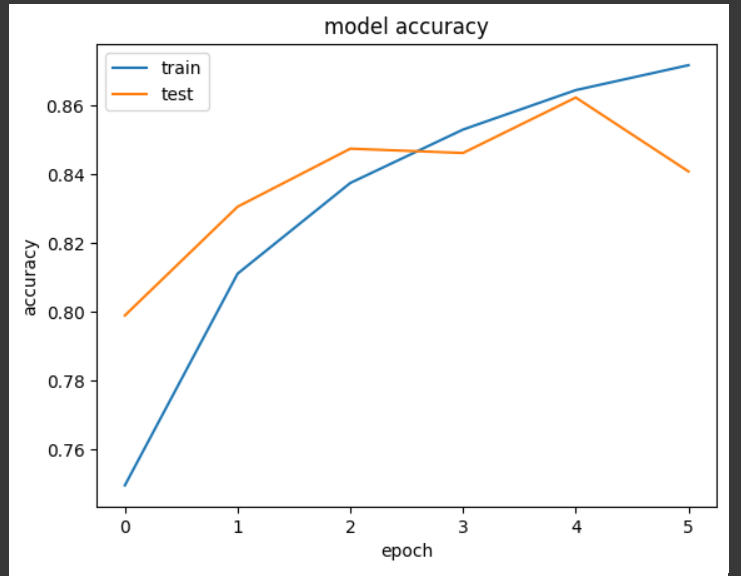 model accuracy
train
test
0.86
0.84
0.82
0.80
0.78
0.76
accuracy
0 1 2 3 4 5
epoch